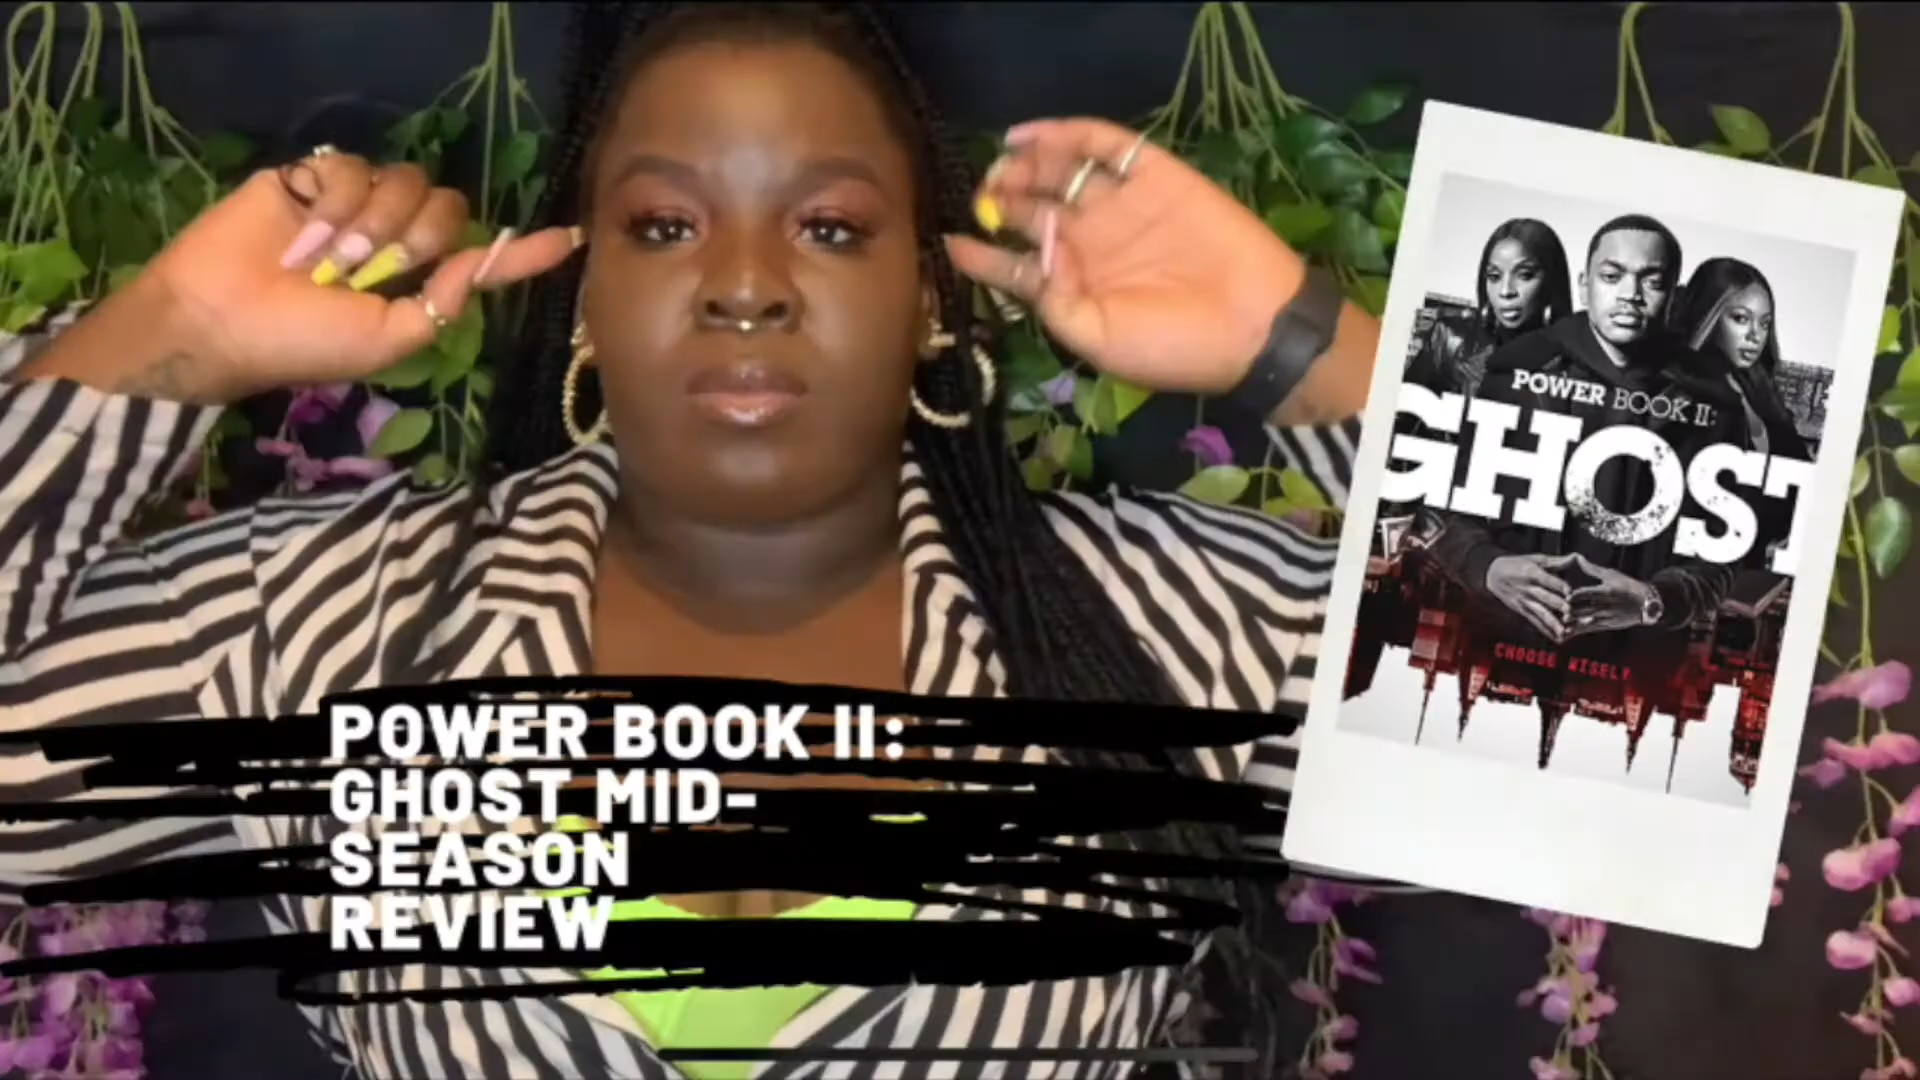 POWER BOOK II:
GHOST
CHOOSE WISELY
POWER BOOK II:
GHOST MID-
SEASON
REVIEW